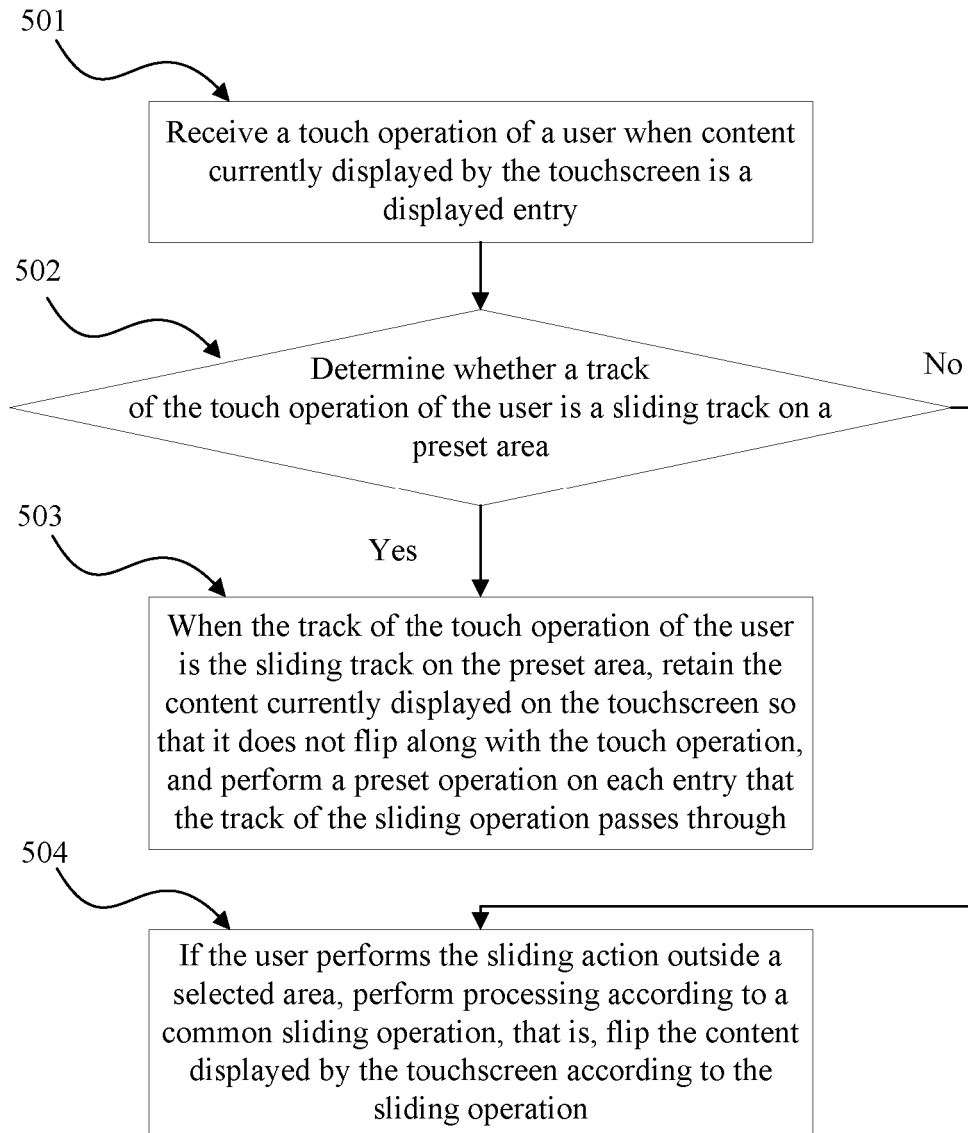 501
Receive a touch operation of a user when content
currently displayed by the touchscreen is a
displayed entry
502
Determine whether a track
of the touch operation of the user is a sliding track on a
preset area
No
503
Yes
When the track of the touch operation of the user
is the sliding track on the preset area, retain the
content currently displayed on the touchscreen so
that it does not flip along with the touch operation,
and perform a preset operation on each entry that
the track of the sliding operation passes through
504
If the user performs the sliding action outside a
selected area, perform processing according to a
common sliding operation, that is, flip the content
displayed by the touchscreen according to the
sliding operation